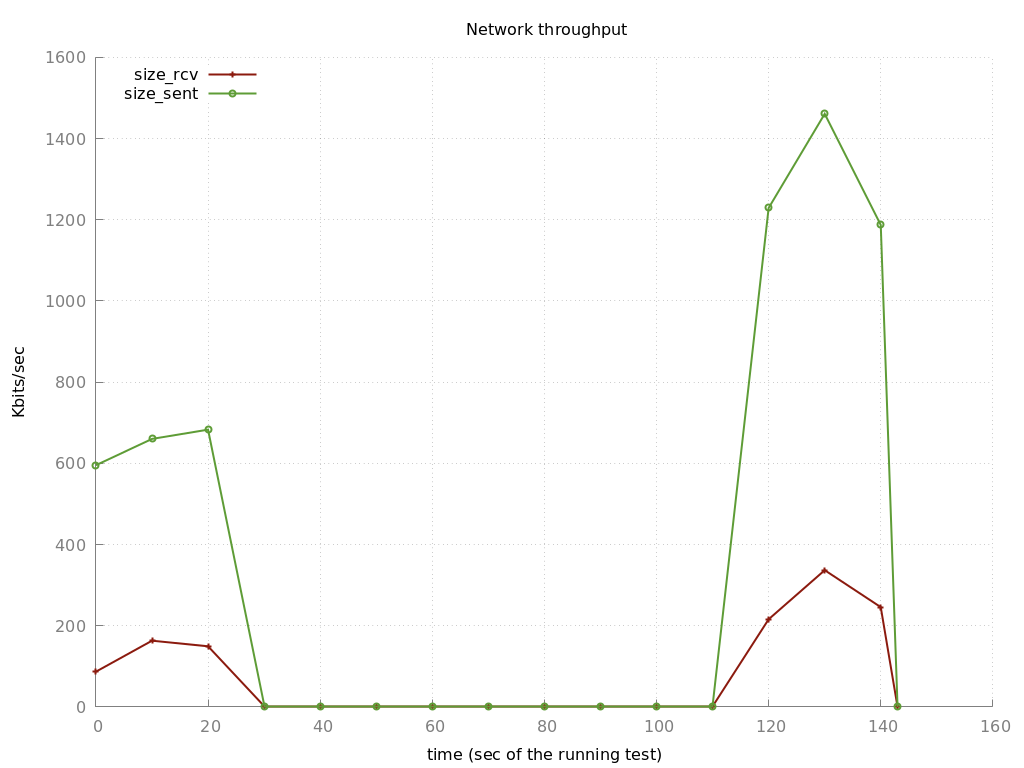 Network throughput
size_rcv
size_sent
1600
1400
1200
1000
800
600
400
200
0
Kbits/sec
0 20 40 60 80 100 120 140 160
time (sec of the running test)